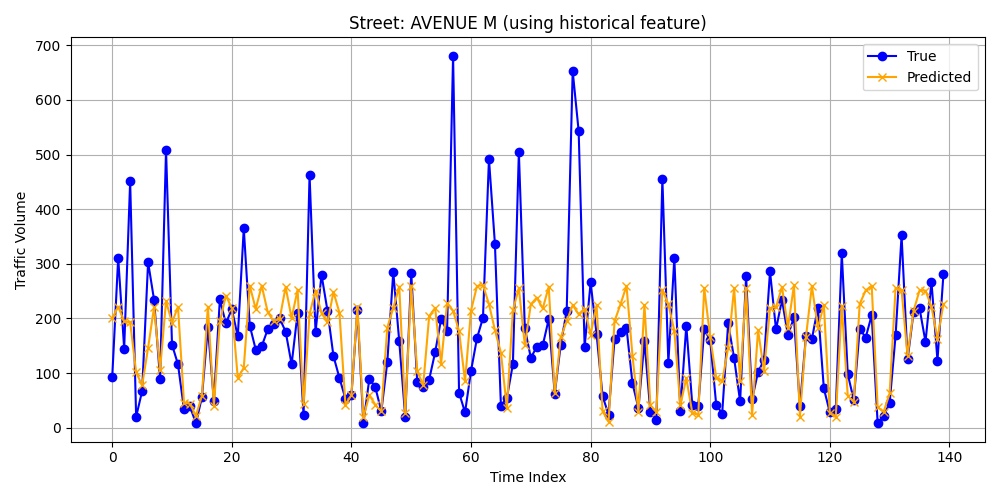 Street: AVENUE M (using historical feature)
True
Predicted
Traffic Volume
700
600
500
400
300
200
100
0
0 20 40 60 80 100 120 140
Time Index